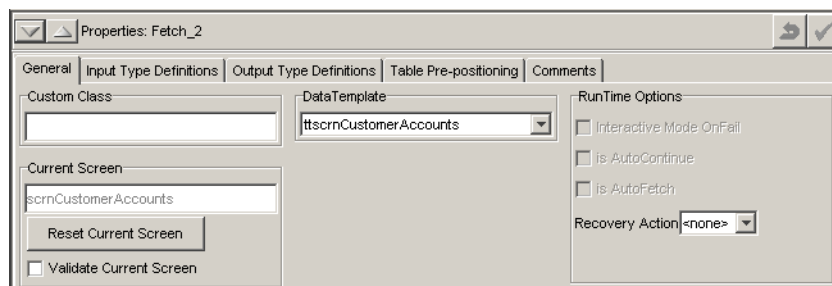 Properties: Fetch_2
General Input Type Definitions Output Type Definitions Table Pre-positioning Comments
Custom Class
DataTemplate
ttscrnCustomerAccounts
RunTime Options
Interactive Mode OnFail
is AutoContinue
is AutoFetch
Recovery Action <none>
Current Screen
scrnCustomerAccounts
Reset Current Screen
Validate Current Screen